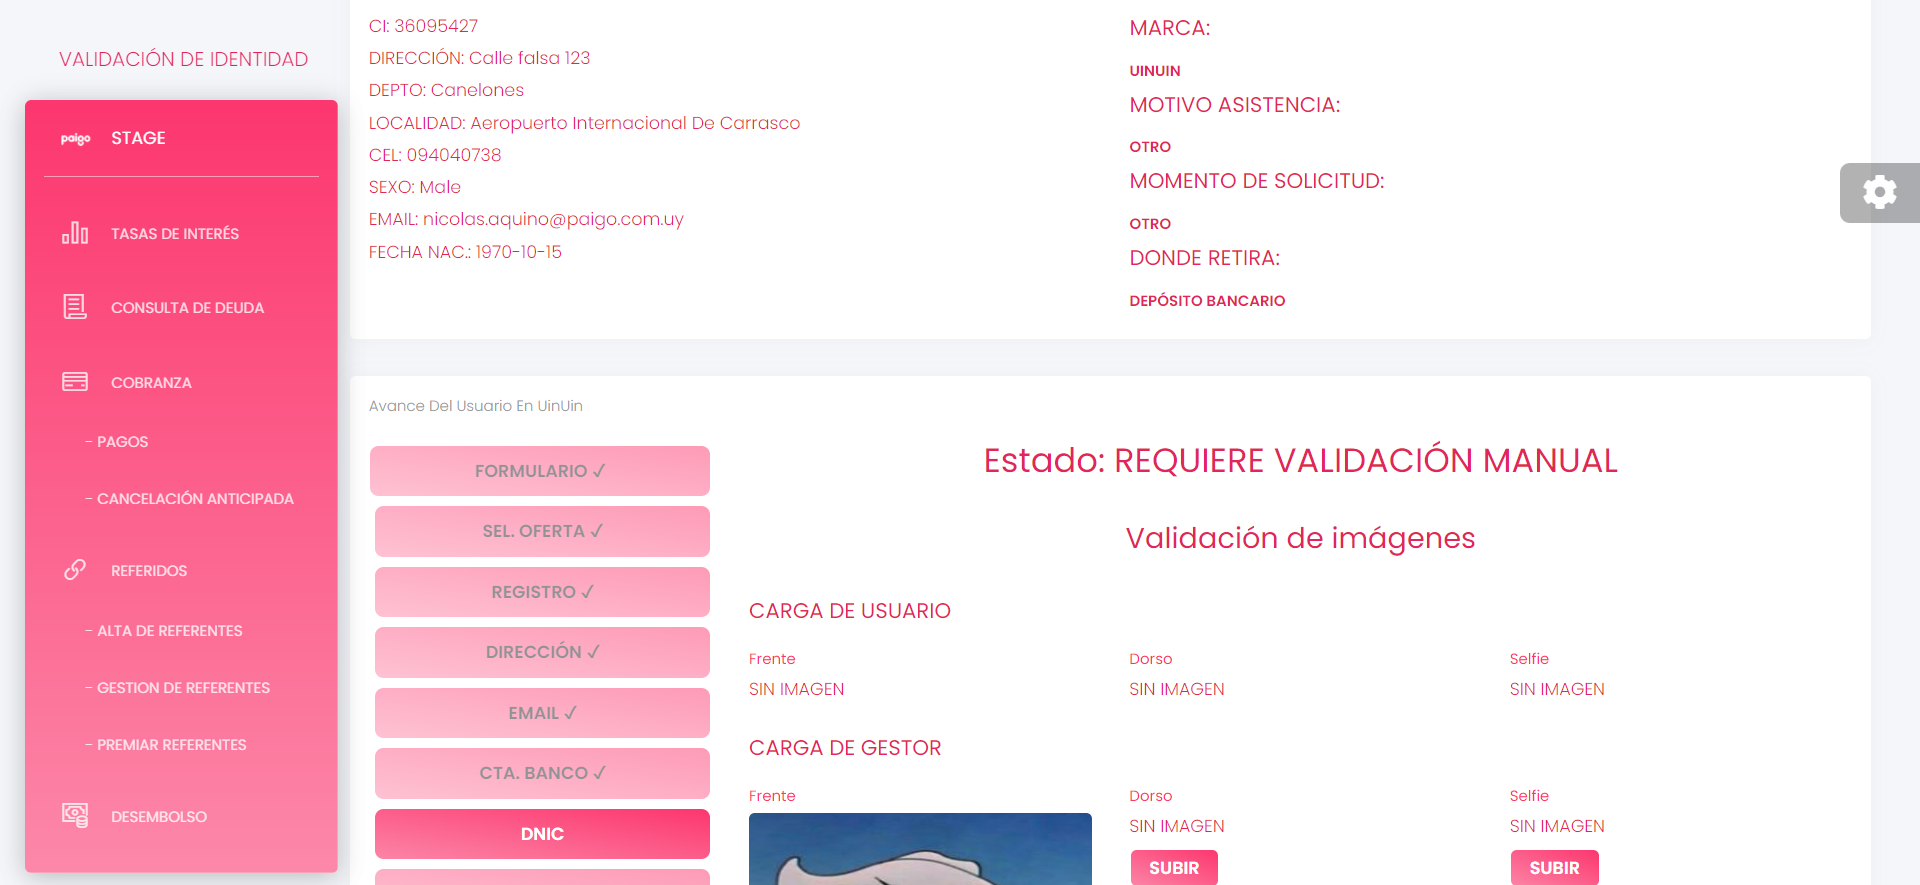 VALIDACIÓN DE IDENTIDAD
paigo STAGE
TASAS DE INTERÉS
CONSULTA DE DEUDA
COBRANZA
- PAGOS
- CANCELACIÓN ANTICIPADA
REFERIDOS
- ALTA DE REFERENTES
- GESTION DE REFERENTES
- PREMIAR REFERENTES
DESEMBOLSO
CI: 36095427
DIRECCIÓN: Calle falsa 123
DEPTO: Canelones
LOCALIDAD: Aeropuerto Internacional De Carrasco
CEL: 094040738
SEXO: Male
EMAIL: nicolas.aquino@paigo.com.uy
FECHA NAC.: 1970-10-15
MARCA:
UINUIN
MOTIVO ASISTENCIA:
OTRO
MOMENTO DE SOLICITUD:
OTRO
DONDE RETIRA:
DEPÓSITO BANCARIO
Avance Del Usuario En UinUin
FORMULARIO ✓
SEL. OFERTA ✓
REGISTRO ✓
DIRECCIÓN ✓
EMAIL ✓
CTA. BANCO ✓
DNIC
Estado: REQUIERE VALIDACIÓN MANUAL
Validación de imágenes
CARGA DE USUARIO
Frente Dorso Selfie
SIN IMAGEN SIN IMAGEN SIN IMAGEN
CARGA DE GESTOR
Frente Dorso Selfie
SIN IMAGEN SIN IMAGEN
SUBIR SUBIR